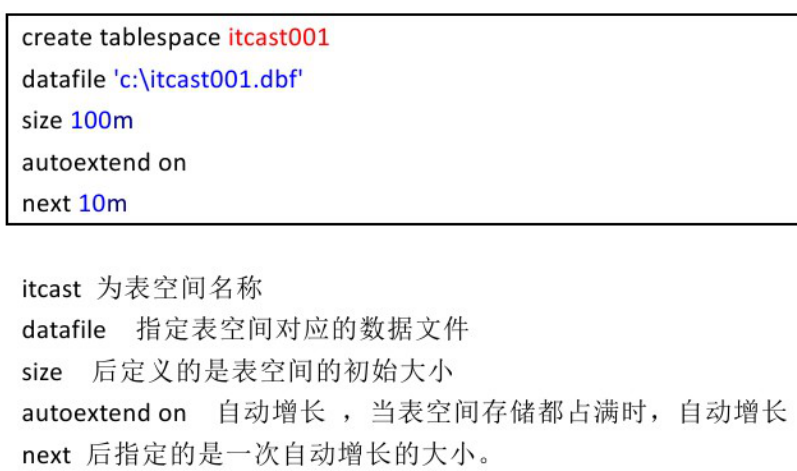 create tablespace itcast001
datafile 'c:\itcast001.dbf'
size 100m
autoextend on
next 10m
itcast 为表空间名称
datafile 指定表空间对应的数据文件
size 后定义的是表空间的初始大小
autoextend on 自动增长 ，当表空间存储都占满时，自动增长
next 后指定的是一次自动增长的大小。